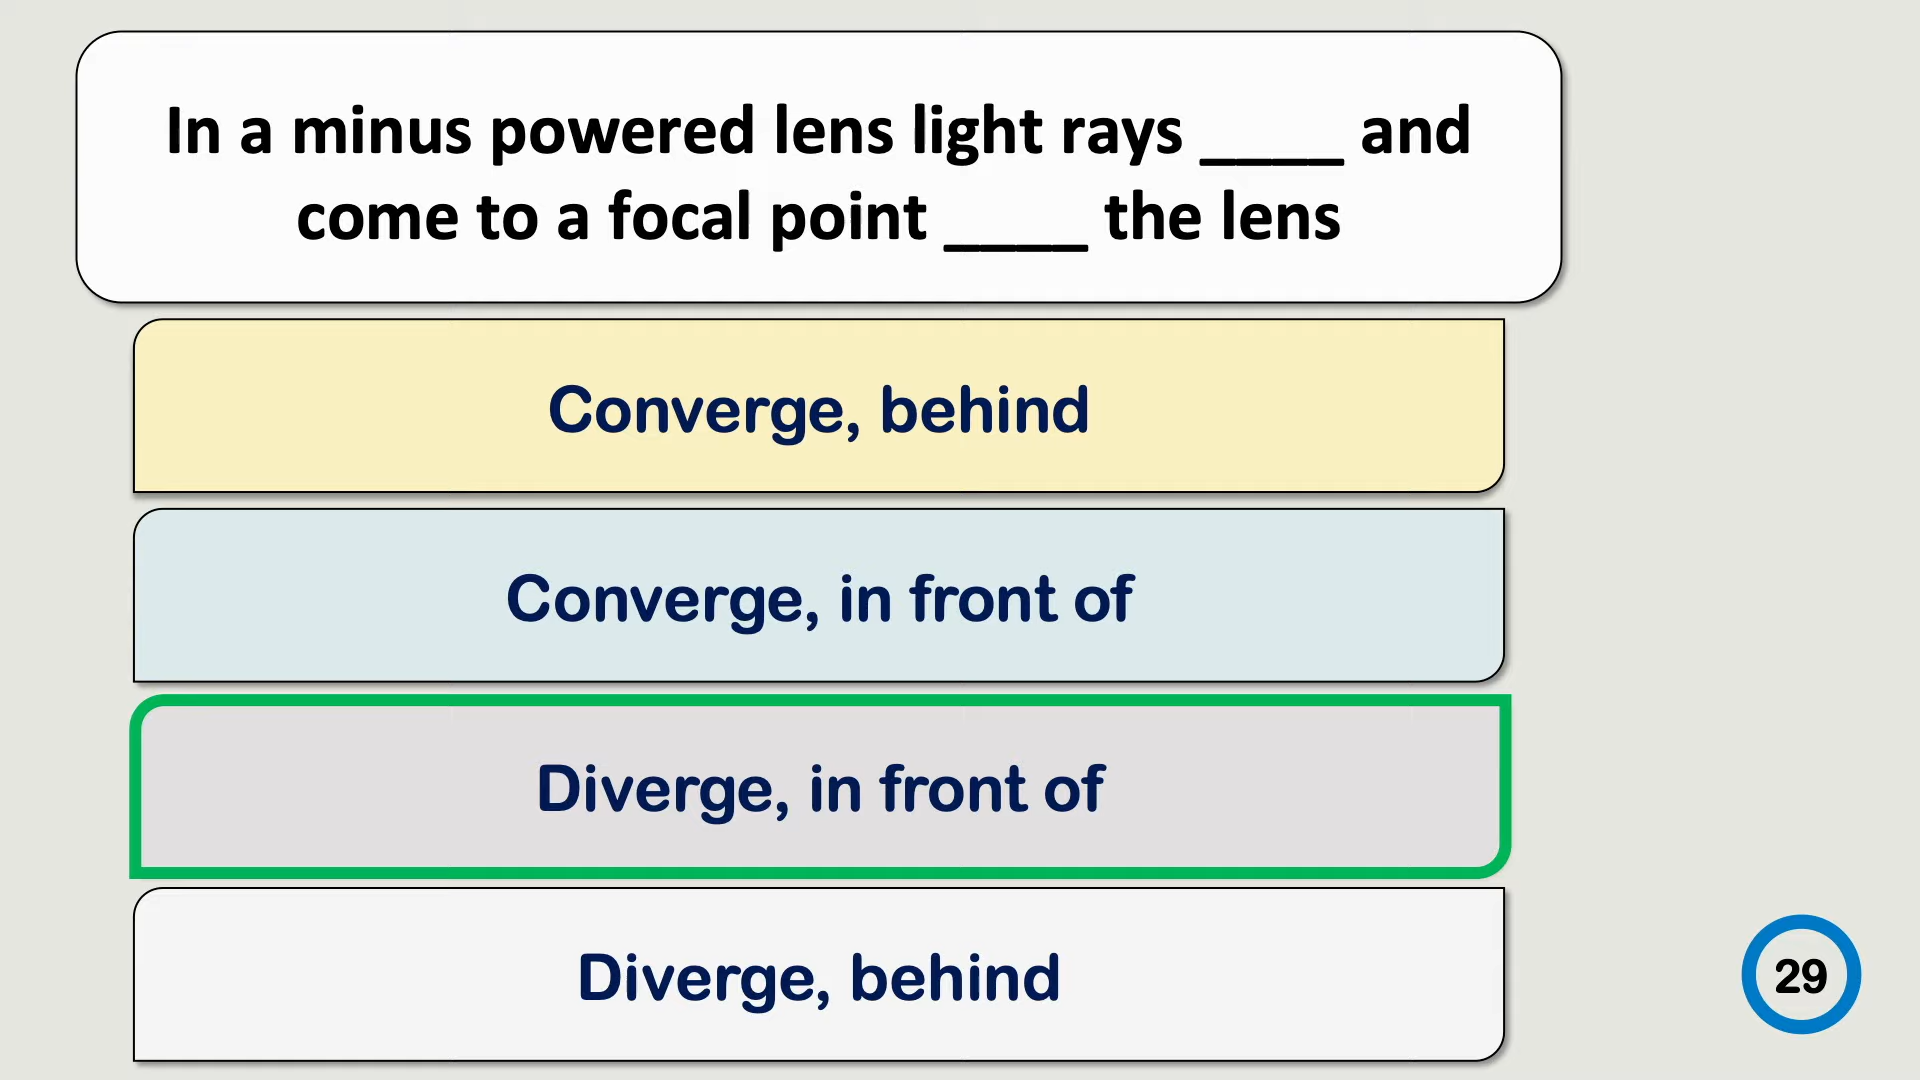 In a minus powered lens light rays ____ and
come to a focal point ____ the lens
Converge, behind
Converge, in front of
Diverge, in front of
Diverge, behind
29